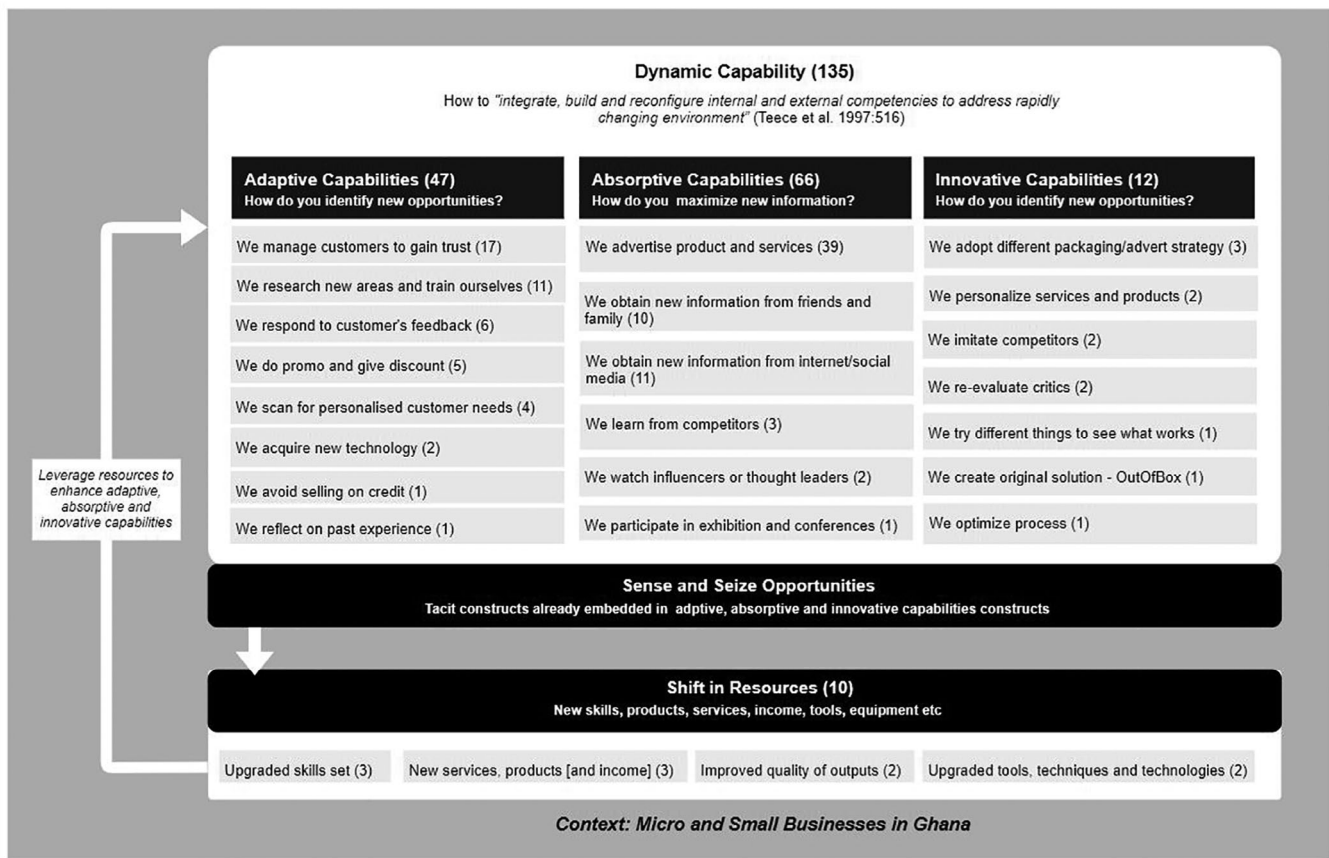 Dynamic Capability (135)
How to "integrate, build and reconfigure internal and external competencies to address rapidly
changing environment" (Teece et al. 1997:516)
Adaptive Capabilities (47)
How do you identify new opportunities?
We manage customers to gain trust (17)
We research new areas and train ourselves (11)
We respond to customer's feedback (6)
We do promo and give discount (5)
We scan for personalised customer needs (4)
We acquire new technology (2)
We avoid selling on credit (1)
We reflect on past experience (1)
Absorptive Capabilities (66)
How do you maximize new information?
We advertise product and services (39)
We obtain new information from friends and
family (10)
We obtain new information from internet/social
media (11)
We learn from competitors (3)
We watch influencers or thought leaders (2)
We participate in exhibition and conferences (1)
Innovative Capabilities (12)
How do you identify new opportunities?
We adopt different packaging/advert strategy (3)
We personalize services and products (2)
We imitate competitors (2)
We re-evaluate critics (2)
We try different things to see what works (1)
We create original solution - OutOfBox (1)
We optimize process (1)
Leverage resources to
enhance adaptive,
absorptive and
innovative capabilities
Sense and Seize Opportunities
Tacit constructs already embedded in adptive, absorptive and innovative capabilities constructs
Shift in Resources (10)
New skills, products, services, income, tools, equipment etc
Upgraded skills set (3)
New services, products [and income] (3)
Improved quality of outputs (2)
Upgraded tools, techniques and technologies (2)
Context: Micro and Small Businesses in Ghana